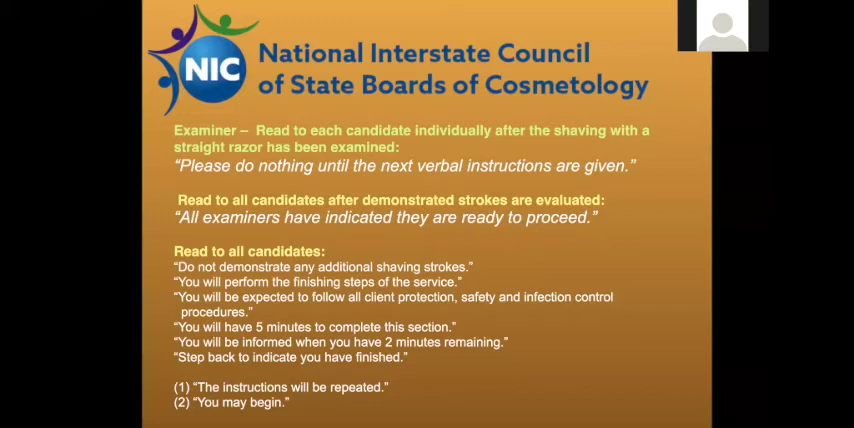 NIC
National Interstate Council
of State Boards of Cosmetology
Examiner – Read to each candidate individually after the shaving with a
straight razor has been examined:
“Please do nothing until the next verbal instructions are given.”
Read to all candidates after demonstrated strokes are evaluated:
“All examiners have indicated they are ready to proceed.”
Read to all candidates:
“Do not demonstrate any additional shaving strokes.”
“You will perform the finishing steps of the service.”
“You will be expected to follow all client protection, safety and infection control
procedures.”
“You will have 5 minutes to complete this section.”
“You will be informed when you have 2 minutes remaining.”
“Step back to indicate you have finished.”
(1) “The instructions will be repeated.”
(2) “You may begin.”